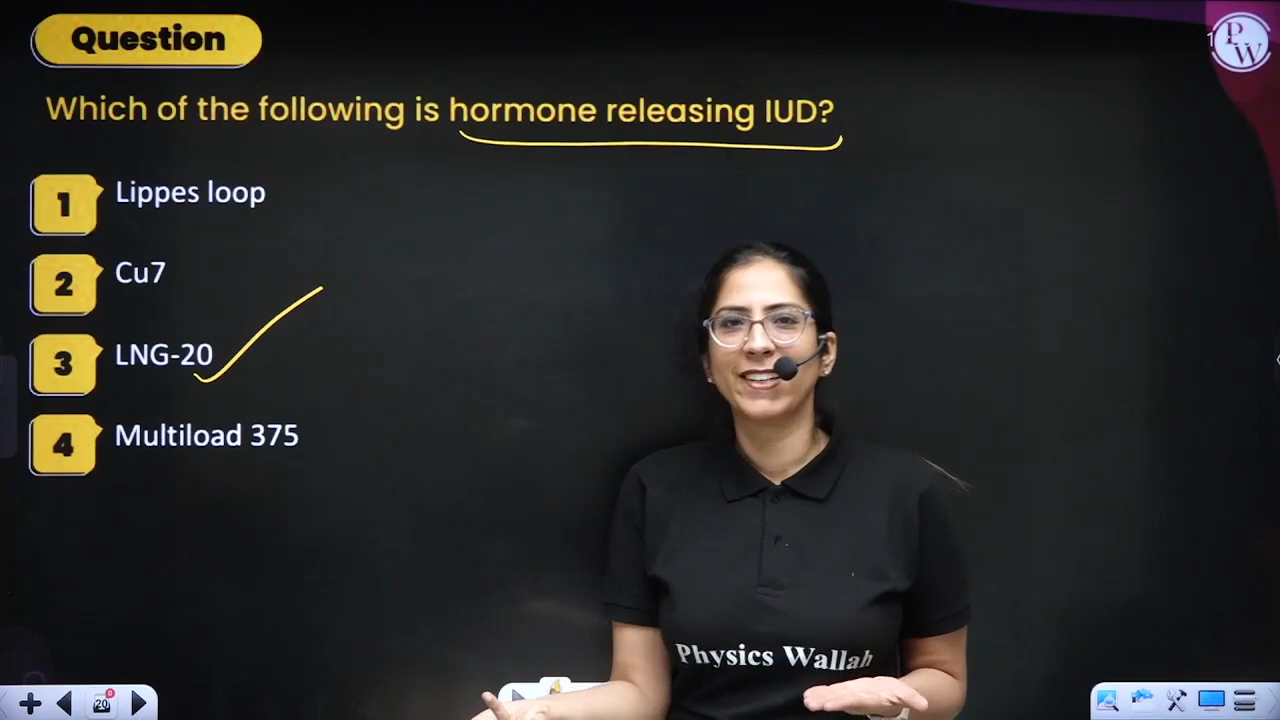 Question
PW
Which of the following is hormone releasing IUD?
1 Lippes loop
2 Cu7
3 LNG-20
4 Multiload 375
Physics Wallah
20